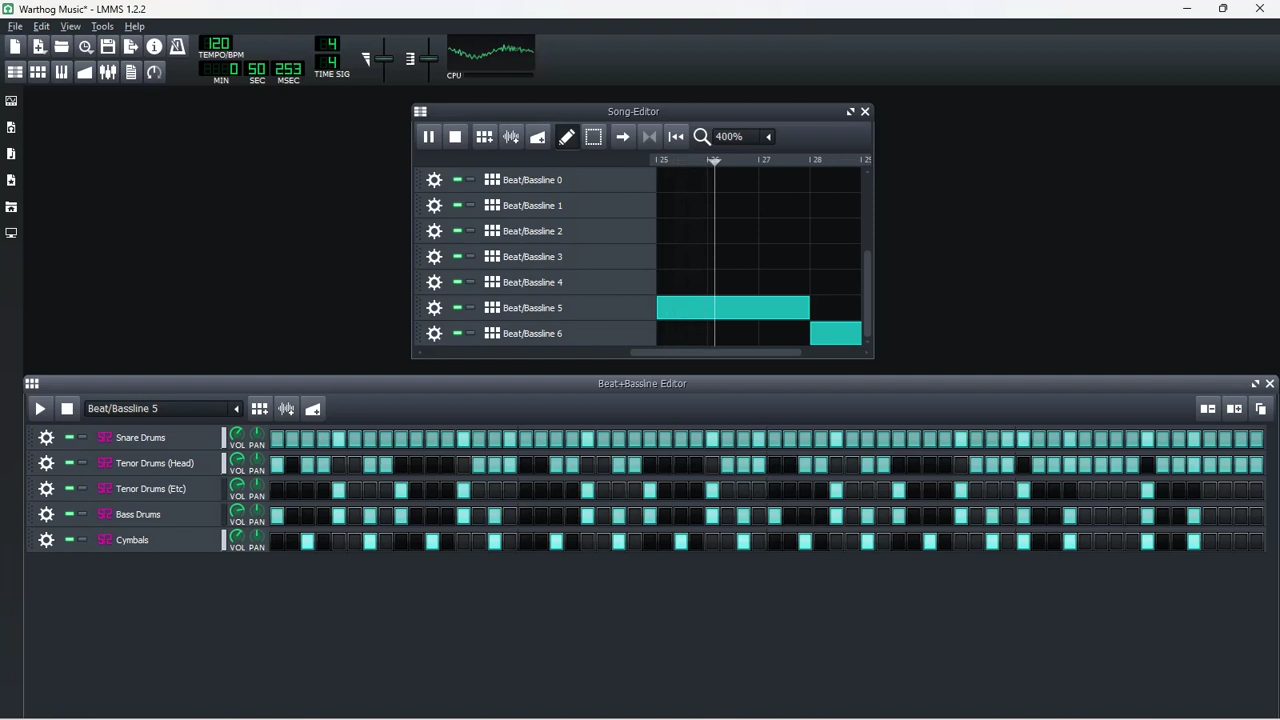 Warthog Music* - LMMS 1.2.2
File Edit View Tools Help
120
TEMPO/BPM
0 50 253
MIN SEC MSEC
4
4
TIME SIG
CPU
Song-Editor
400%
25 26 27 28
Beat/Bassline 0
Beat/Bassline 1
Beat/Bassline 2
Beat/Bassline 3
Beat/Bassline 4
Beat/Bassline 5
Beat/Bassline 6
Beat+Bassline Editor
Beat/Bassline 5
Snare Drums VOL PAN
Tenor Drums (Head) VOL PAN
Tenor Drums (Etc) VOL PAN
Bass Drums VOL PAN
Cymbals VOL PAN